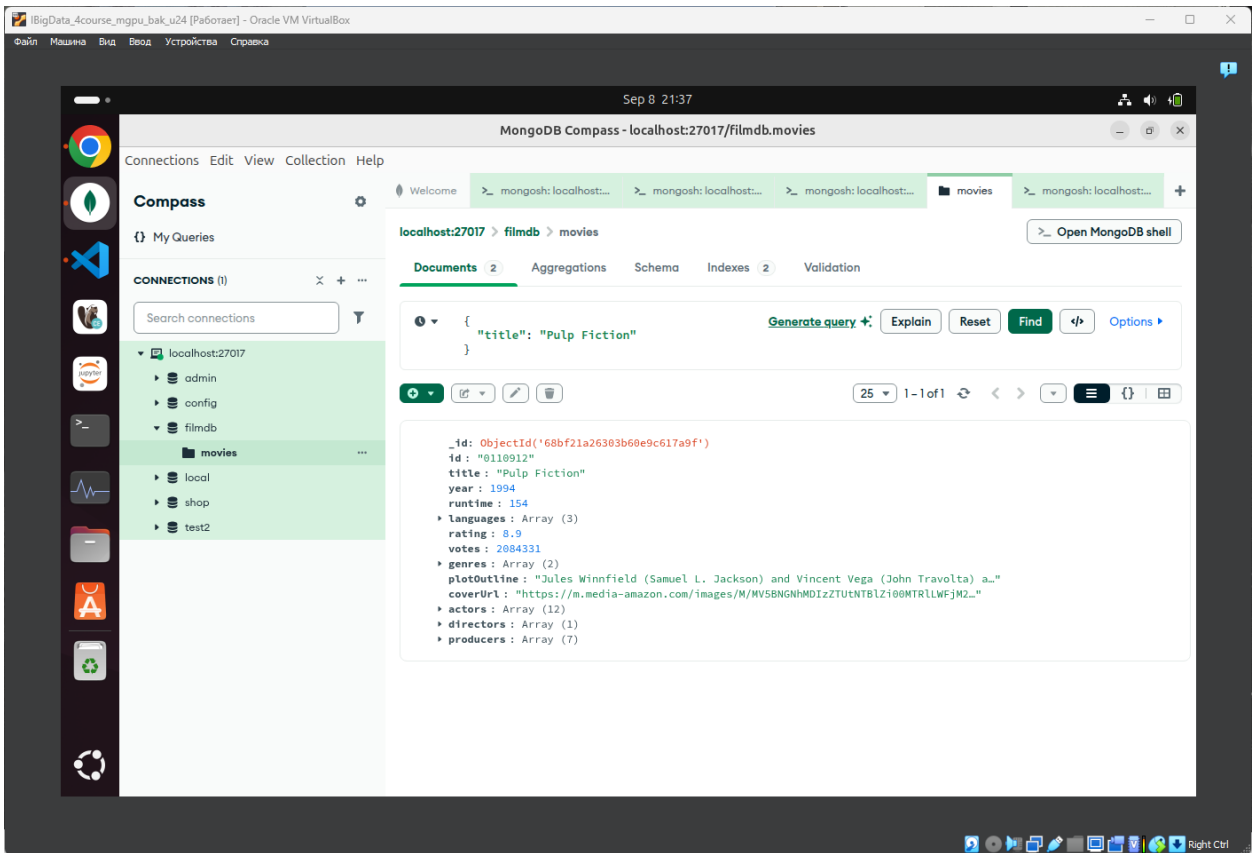 IBigData_4course_mgpu_bak_u24 [Работает] - Oracle VM VirtualBox
Файл Машина Вид Ввод Устройства Справка
Sep 8 21:37
MongoDB Compass - localhost:27017/filmdb.movies
Connections Edit View Collection Help
Compass
{} My Queries
CONNECTIONS (1)
Search connections
localhost:27017
admin
config
filmdb
movies
local
shop
test2
Welcome
>_ mongosh: localhost:...
>_ mongosh: localhost:...
>_ mongosh: localhost:...
movies
>_ mongosh: localhost:...
localhost:27017 > filmdb > movies
>_ Open MongoDB shell
Documents 2 Aggregations Schema Indexes 2 Validation
{
"title": "Pulp Fiction"
}
Generate query Explain Reset Find </> Options
25 1-1 of 1 {}
_id: ObjectId('68bf21a26303b60e9c617a9f')
id : "0110912"
title : "Pulp Fiction"
year : 1994
runtime : 154
languages : Array (3)
rating : 8.9
votes : 2084331
genres : Array (2)
plotOutline : "Jules Winnfield (Samuel L. Jackson) and Vincent Vega (John Travolta) a…"
coverUrl : "https://m.media-amazon.com/images/M/MV5BNGNhMDIzZTUtNTBlZi00MTRlLWFjM2…"
actors : Array (12)
directors : Array (1)
producers : Array (7)
jupyter
Right Ctrl